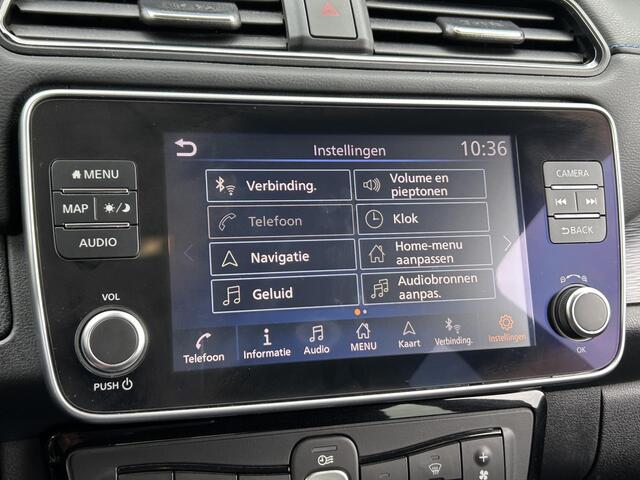 Instellingen 10:36
MENU
MAP
AUDIO
VOL
PUSH
Verbinding.
Volume en
pieptonen
Telefoon
Klok
Navigatie
Home-menu
aanpassen
Geluid
Audiobronnen
aanpas.
Telefoon
Informatie
Audio
MENU
Kaart
Verbinding.
Instellingen
CAMERA
BACK
OK